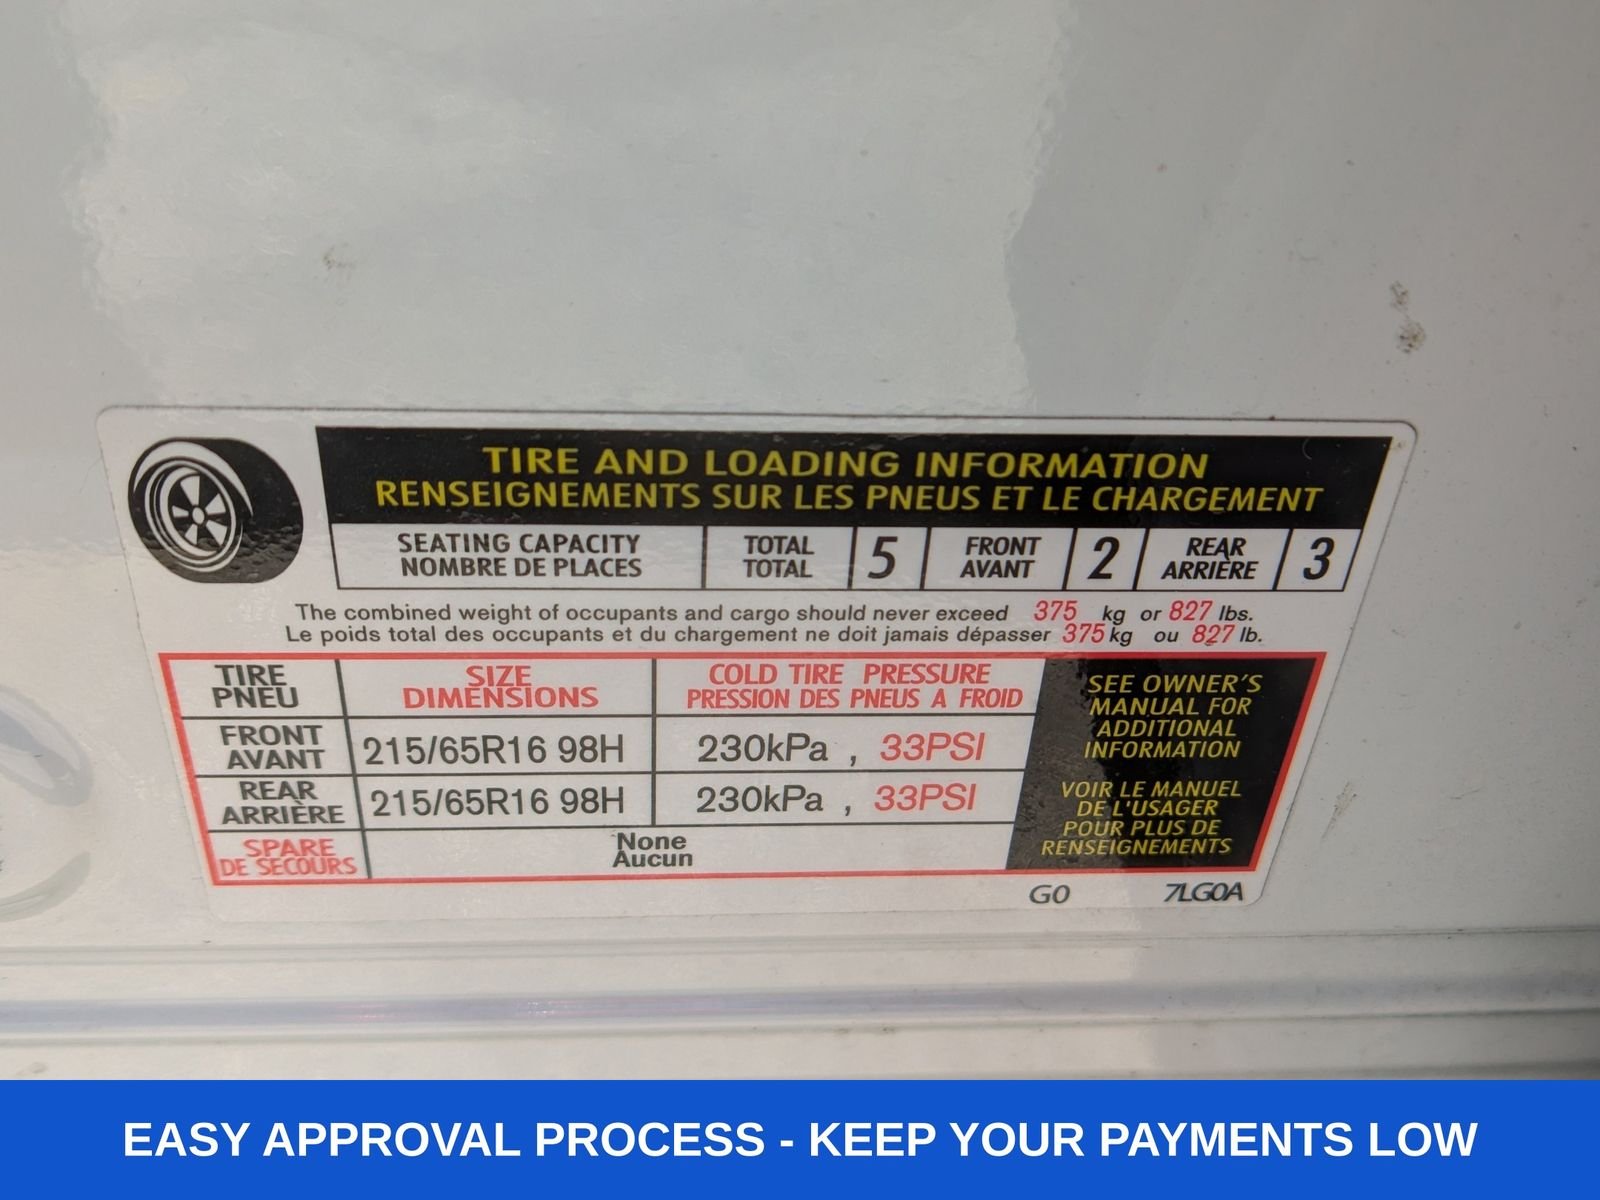 TIRE AND LOADING INFORMATION
RENSEIGNEMENTS SUR LES PNEUS ET LE CHARGEMENT
SEATING CAPACITY TOTAL 5 FRONT 2 REAR 3
NOMBRE DE PLACES TOTAL AVANT ARRIÈRE
The combined weight of occupants and cargo should never exceed 375 kg or 827 lbs.
Le poids total des occupants et du chargement ne doit jamais dépasser 375 kg ou 827 lb.
TIRE SIZE COLD TIRE PRESSURE
PNEU DIMENSIONS PRESSION DES PNEUS A FROID
FRONT
AVANT 215/65R16 98H 230kPa , 33PSI
REAR
ARRIÈRE 215/65R16 98H 230kPa , 33PSI
SPARE None
DE SECOURS Aucun
SEE OWNER'S
MANUAL FOR
ADDITIONAL
INFORMATION
VOIR LE MANUEL
DE L'USAGER
POUR PLUS DE
RENSEIGNEMENTS
G0 7LG0A
EASY APPROVAL PROCESS - KEEP YOUR PAYMENTS LOW